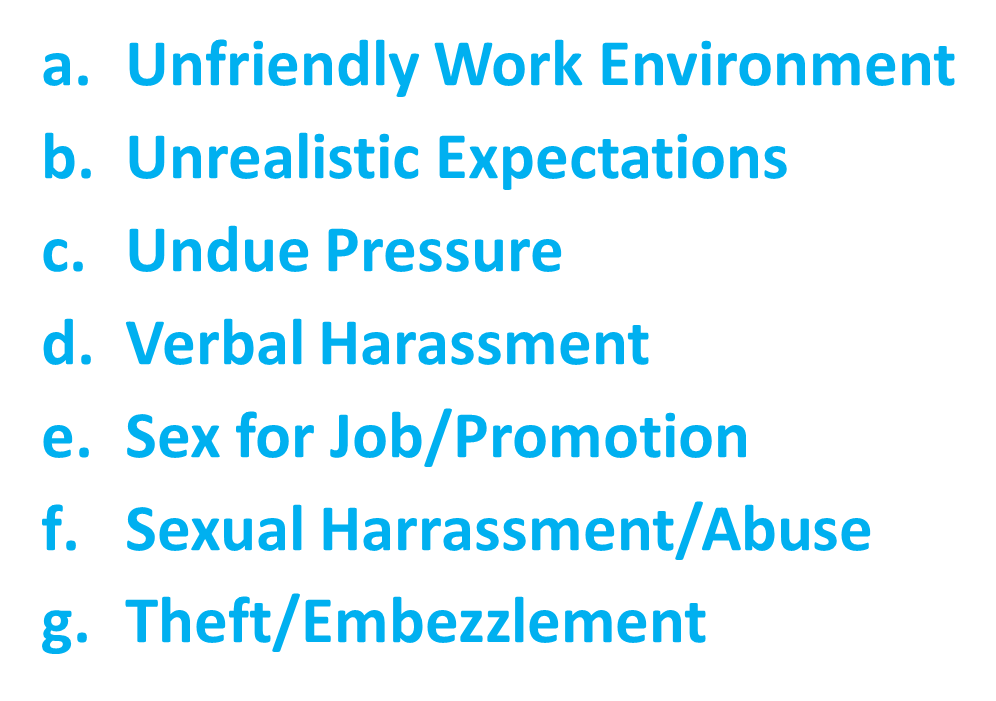 a. Unfriendly Work Environment
b. Unrealistic Expectations
c. Undue Pressure
d. Verbal Harassment
e. Sex for Job/Promotion
f. Sexual Harrassment/Abuse
g. Theft/Embezzlement